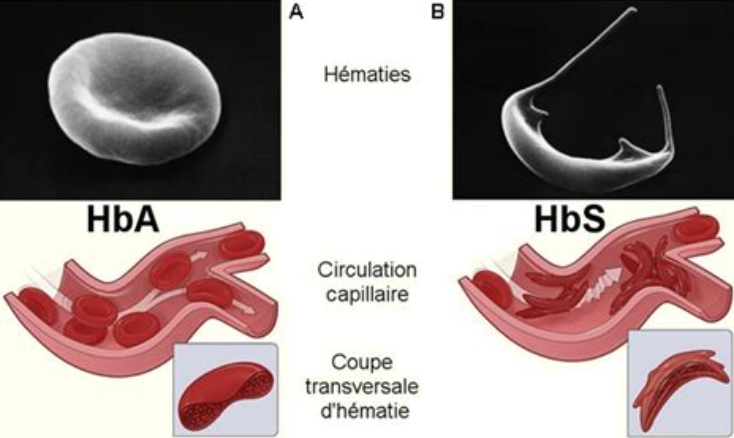 A
B
Hématies
HbA
HbS
Circulation
capillaire
Coupe
transversale
d'hématie